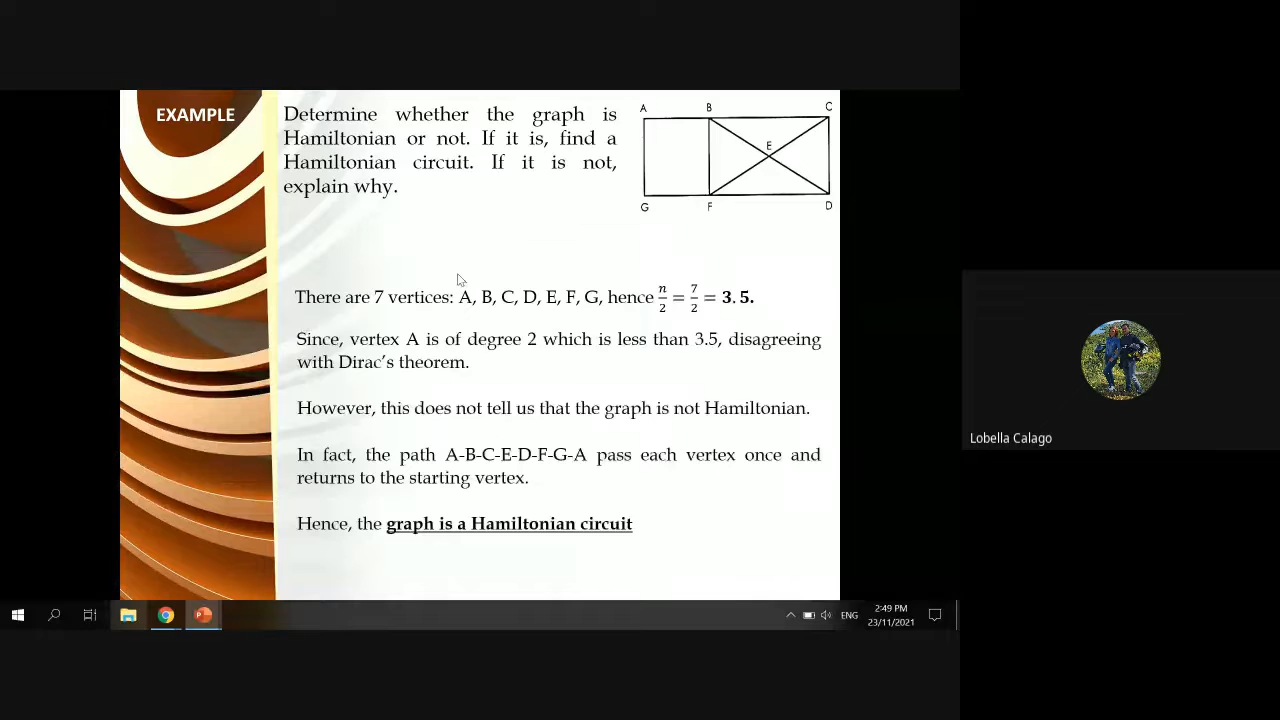 EXAMPLE
Determine whether the graph is
Hamiltonian or not. If it is, find a
Hamiltonian circuit. If it is not,
explain why.
A B C
E
G F D
There are 7 vertices: A, B, C, D, E, F, G, hence n/2 = 7/2 = 3.5.
Since, vertex A is of degree 2 which is less than 3.5, disagreeing
with Dirac's theorem.
However, this does not tell us that the graph is not Hamiltonian.
In fact, the path A-B-C-E-D-F-G-A pass each vertex once and
returns to the starting vertex.
Hence, the graph is a Hamiltonian circuit
Lobella Calago
ENG
2:49 PM
23/11/2021